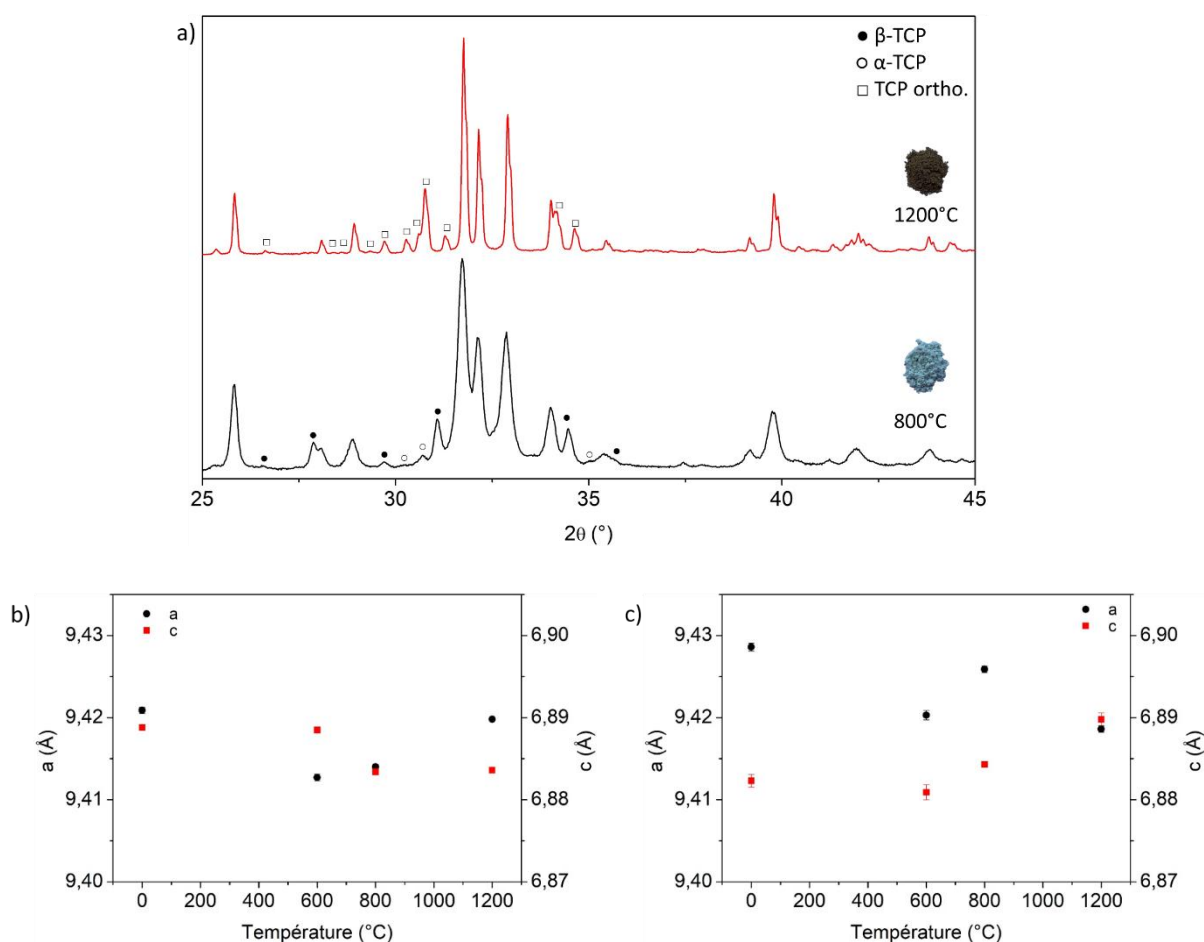 a)
● β-TCP
○ α-TCP
□ TCP ortho.
1200°C
800°C
25 30 35 40 45
2θ (°)
b)
● a
■ c
9,43
9,42
9,41
9,40
a (Å)
6,90
6,89
6,88
6,87
c (Å)
0 200 400 600 800 1000 1200
Température (°C)
c)
● a
■ c
9,43
9,42
9,41
9,40
a (Å)
6,90
6,89
6,88
6,87
c (Å)
0 200 400 600 800 1000 1200
Température (°C)